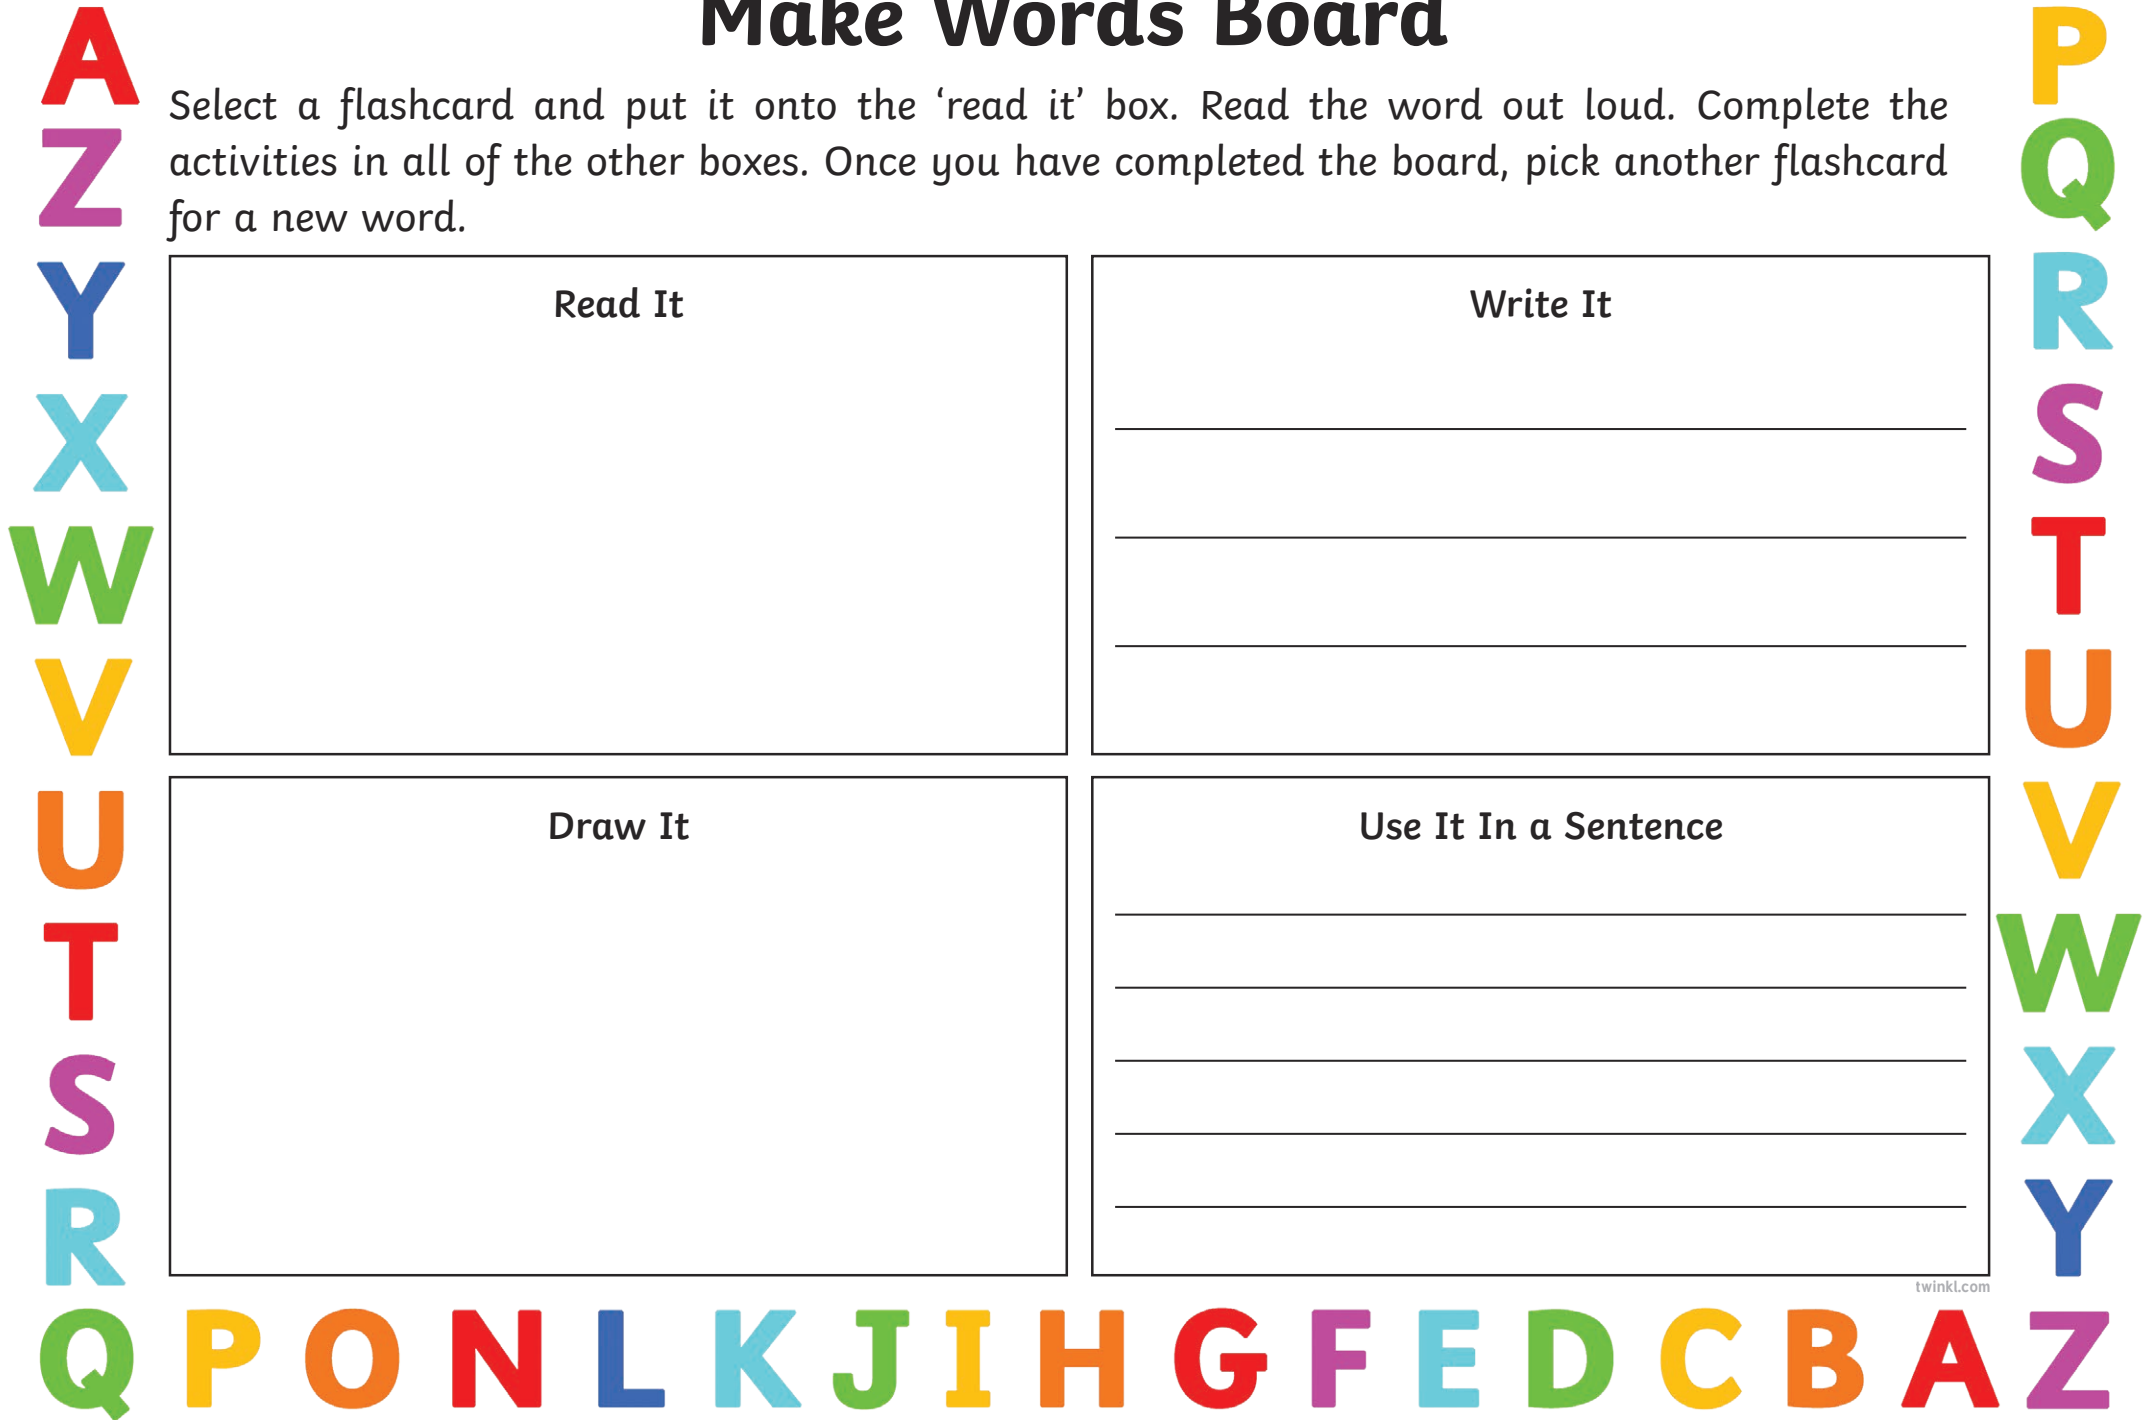 Make Words Board
Select a flashcard and put it onto the ‘read it’ box. Read the word out loud. Complete the
activities in all of the other boxes. Once you have completed the board, pick another flashcard
for a new word.
Read It
Write It
Draw It
Use It In a Sentence
twinkl.com
A
Z
Y
X
W
V
U
T
S
R
Q P O N L K J I H G F E D C B A Z
P
Q
R
S
T
U
V
W
X
Y